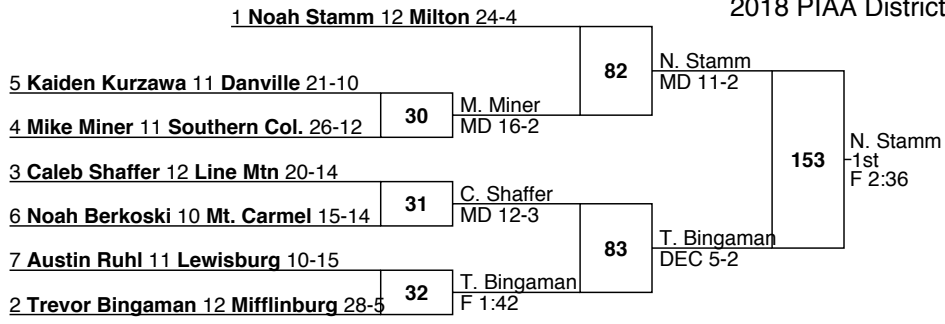 2018 PIAA District
1 Noah Stamm 12 Milton 24-4
82
N. Stamm
MD 11-2
5 Kaiden Kurzawa 11 Danville 21-10
30
M. Miner
MD 16-2
4 Mike Miner 11 Southern Col. 26-12
153
N. Stamm
1st
F 2:36
3 Caleb Shaffer 12 Line Mtn 20-14
31
C. Shaffer
MD 12-3
6 Noah Berkoski 10 Mt. Carmel 15-14
83
T. Bingaman
DEC 5-2
7 Austin Ruhl 11 Lewisburg 10-15
32
T. Bingaman
F 1:42
2 Trevor Bingaman 12 Mifflinburg 28-5